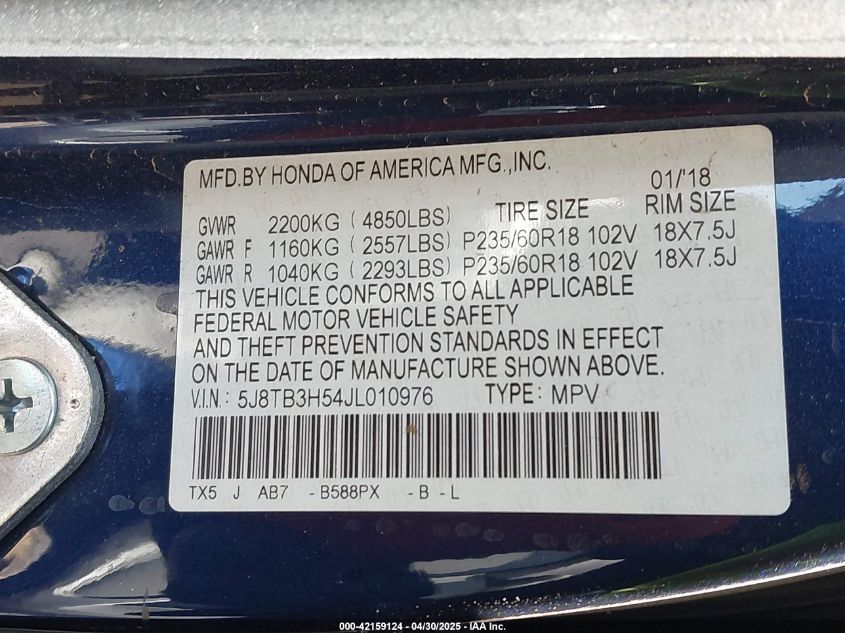 MFD.BY HONDA OF AMERICA MFG.,INC. 01/'18
GVWR 2200KG ( 4850LBS) TIRE SIZE RIM SIZE
GAWR F 1160KG ( 2557LBS) P235/60R18 102V 18X7.5J
GAWR R 1040KG ( 2293LBS) P235/60R18 102V 18X7.5J
THIS VEHICLE CONFORMS TO ALL APPLICABLE
FEDERAL MOTOR VEHICLE SAFETY
AND THEFT PREVENTION STANDARDS IN EFFECT
ON THE DATE OF MANUFACTURE SHOWN ABOVE.
V.I.N: 5J8TB3H54JL010976 TYPE: MPV
TX5 J AB7 -B588PX -B -L
000-42159124 - 04/30/2025 - IAA Inc.